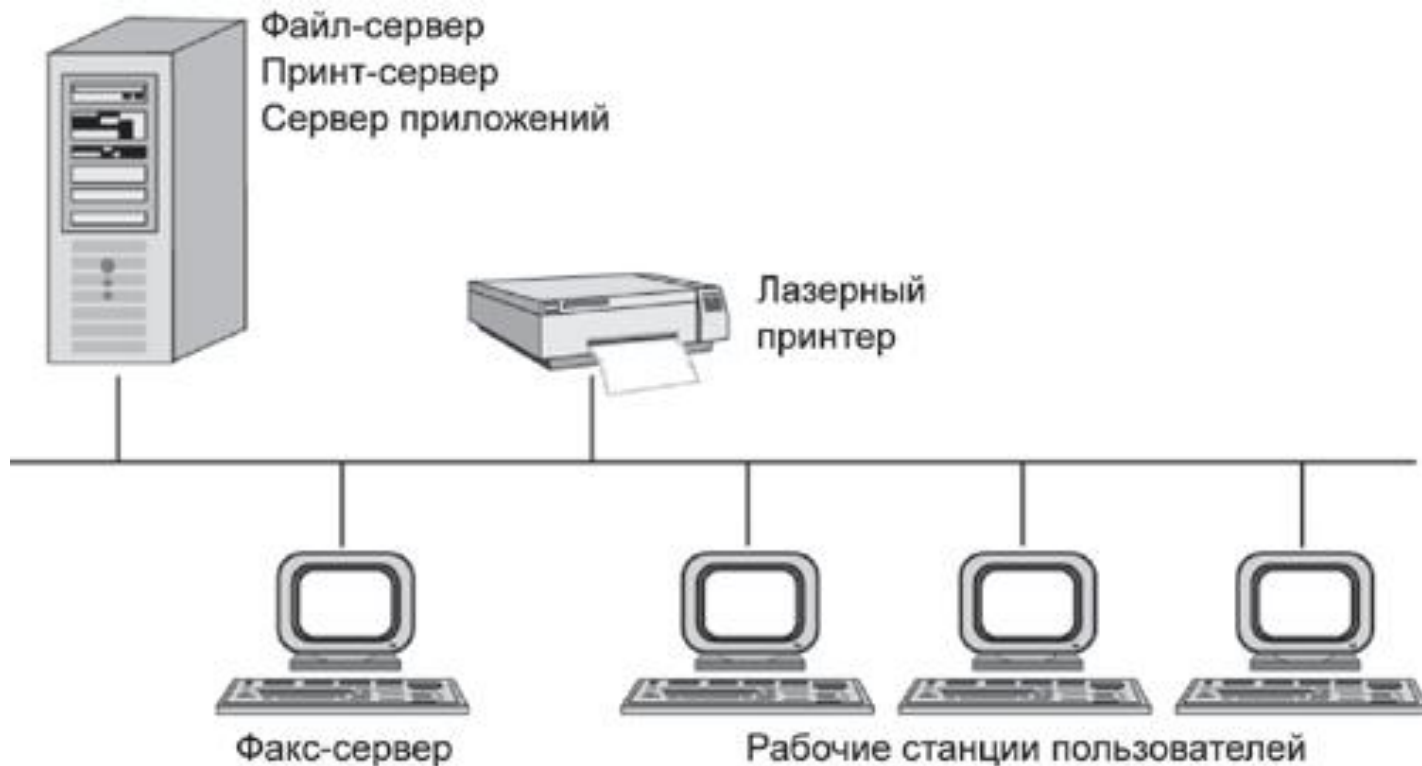 Файл-сервер
Принт-сервер
Сервер приложений
Лазерный
принтер
Факс-сервер
Рабочие станции пользователей